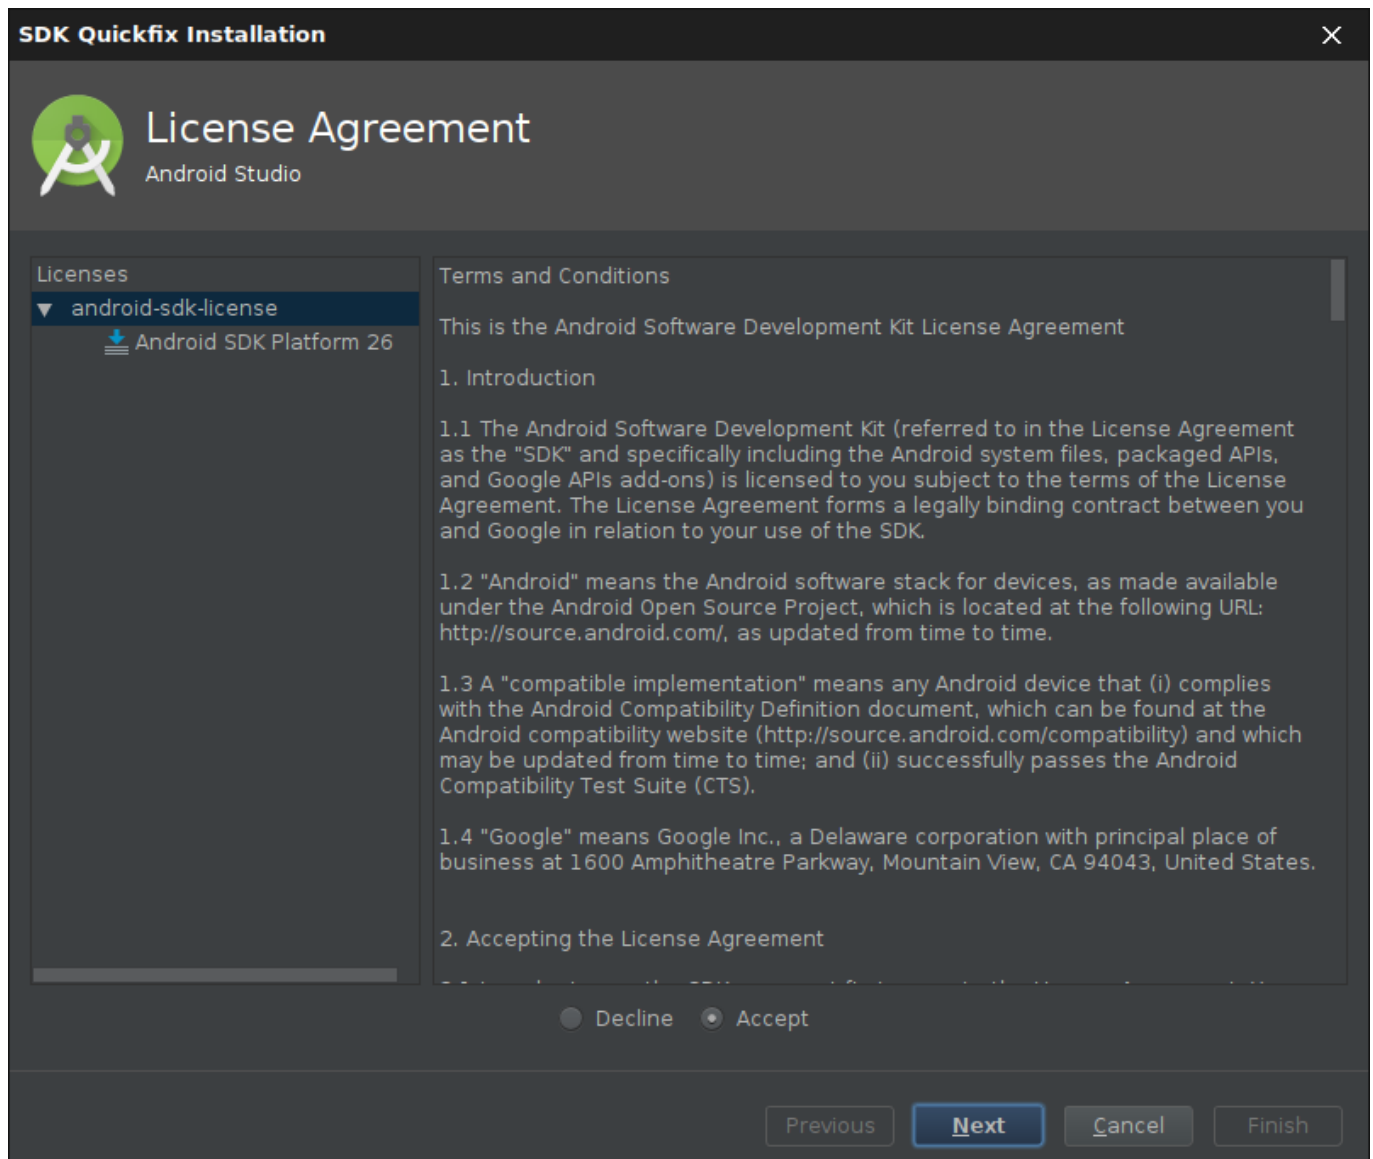 SDK Quickfix Installation
License Agreement
Android Studio
Licenses
android-sdk-license
Android SDK Platform 26
Terms and Conditions
This is the Android Software Development Kit License Agreement
1. Introduction
1.1 The Android Software Development Kit (referred to in the License Agreement
as the "SDK" and specifically including the Android system files, packaged APIs,
and Google APIs add-ons) is licensed to you subject to the terms of the License
Agreement. The License Agreement forms a legally binding contract between you
and Google in relation to your use of the SDK.
1.2 "Android" means the Android software stack for devices, as made available
under the Android Open Source Project, which is located at the following URL:
http://source.android.com/, as updated from time to time.
1.3 A "compatible implementation" means any Android device that (i) complies
with the Android Compatibility Definition document, which can be found at the
Android compatibility website (http://source.android.com/compatibility) and which
may be updated from time to time; and (ii) successfully passes the Android
Compatibility Test Suite (CTS).
1.4 "Google" means Google Inc., a Delaware corporation with principal place of
business at 1600 Amphitheatre Parkway, Mountain View, CA 94043, United States.
2. Accepting the License Agreement
Decline Accept
Previous Next Cancel Finish